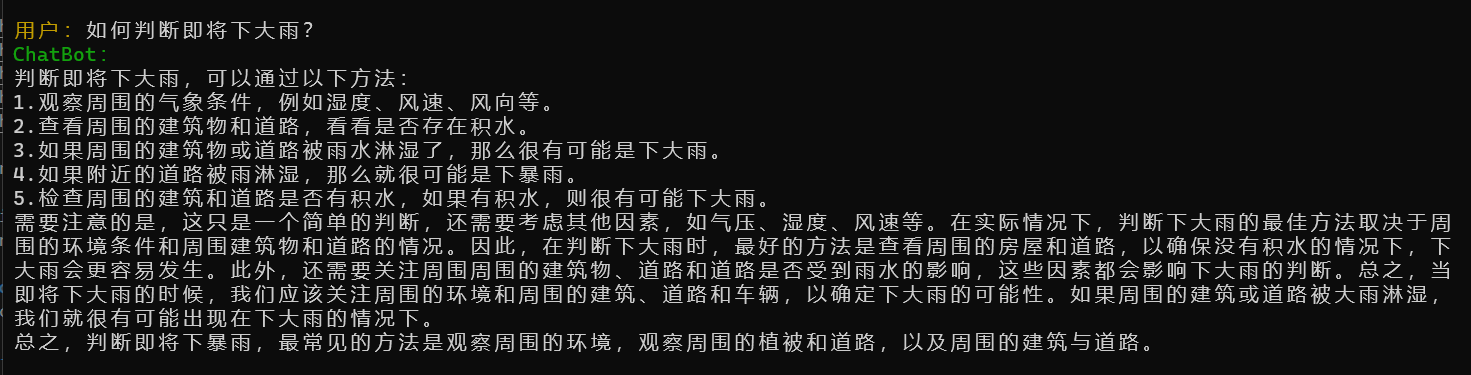 用户：如何判断即将下大雨？
ChatBot：
判断即将下大雨，可以通过以下方法：
1.观察周围的气象条件，例如湿度、风速、风向等。
2.查看周围的建筑物和道路，看看是否存在积水。
3.如果周围的建筑物或道路被雨水淋湿了，那么很有可能是下大雨。
4.如果附近的道路被雨淋湿，那么就很可能是下暴雨。
5.检查周围的建筑和道路是否有积水，如果有积水，则很有可能下大雨。
需要注意的是，这只是一个简单的判断，还需要考虑其他因素，如气压、湿度、风速等。在实际情况下，判断下大雨的最佳方法取决于周
围的环境条件和周围建筑物和道路的情况。因此，在判断下大雨时，最好的方法是查看周围的房屋和道路，以确保没有积水的情况下，下
大雨会更容易发生。此外，还需要关注周围周围的建筑物、道路和道路是否受到雨水的影响，这些因素都会影响下大雨的判断。总之，当
即将下大雨的时候，我们应该关注周围的环境和周围的建筑、道路和车辆，以确定下大雨的可能性。如果周围的建筑或道路被大雨淋湿，
我们就很有可能出现在下大雨的情况下。
总之，判断即将下暴雨，最常见的方法是观察周围的环境，观察周围的植被和道路，以及周围的建筑与道路。